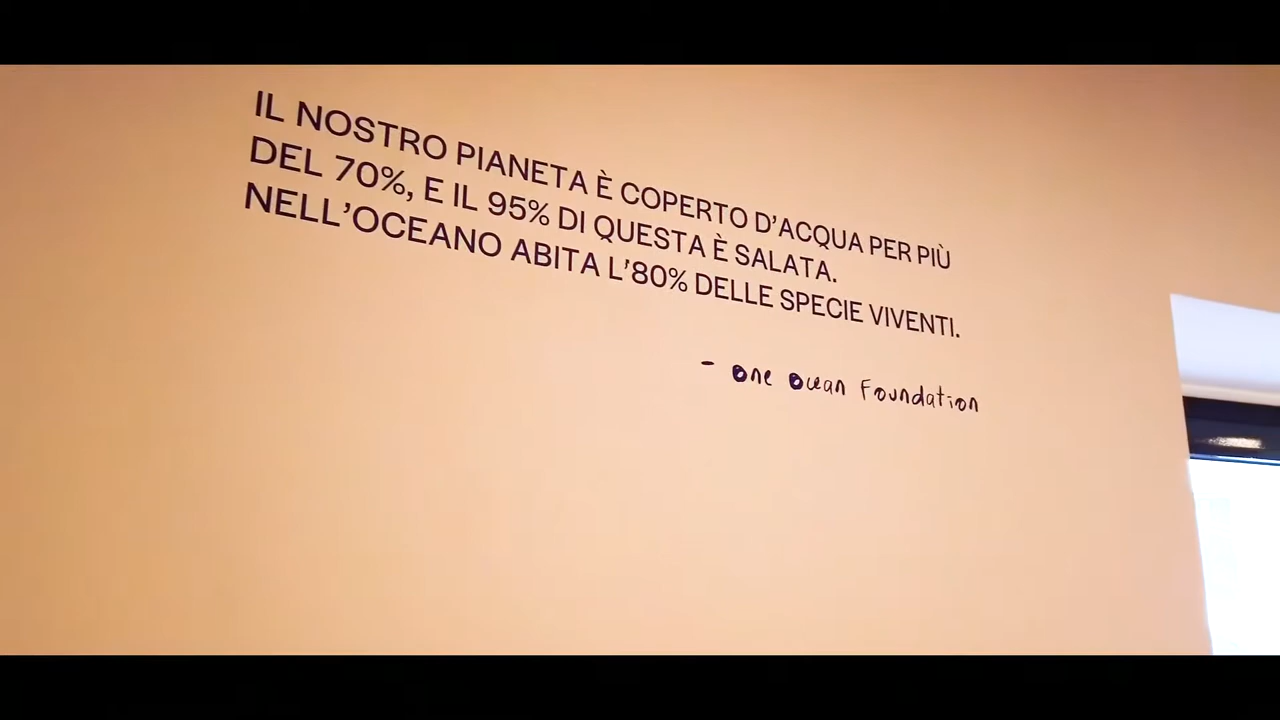 IL NOSTRO PIANETA È COPERTO D'ACQUA PER PIÙ
DEL 70%, E IL 95% DI QUESTA È SALATA.
NELL'OCEANO ABITA L'80% DELLE SPECIE VIVENTI.
- One Ocean Foundation